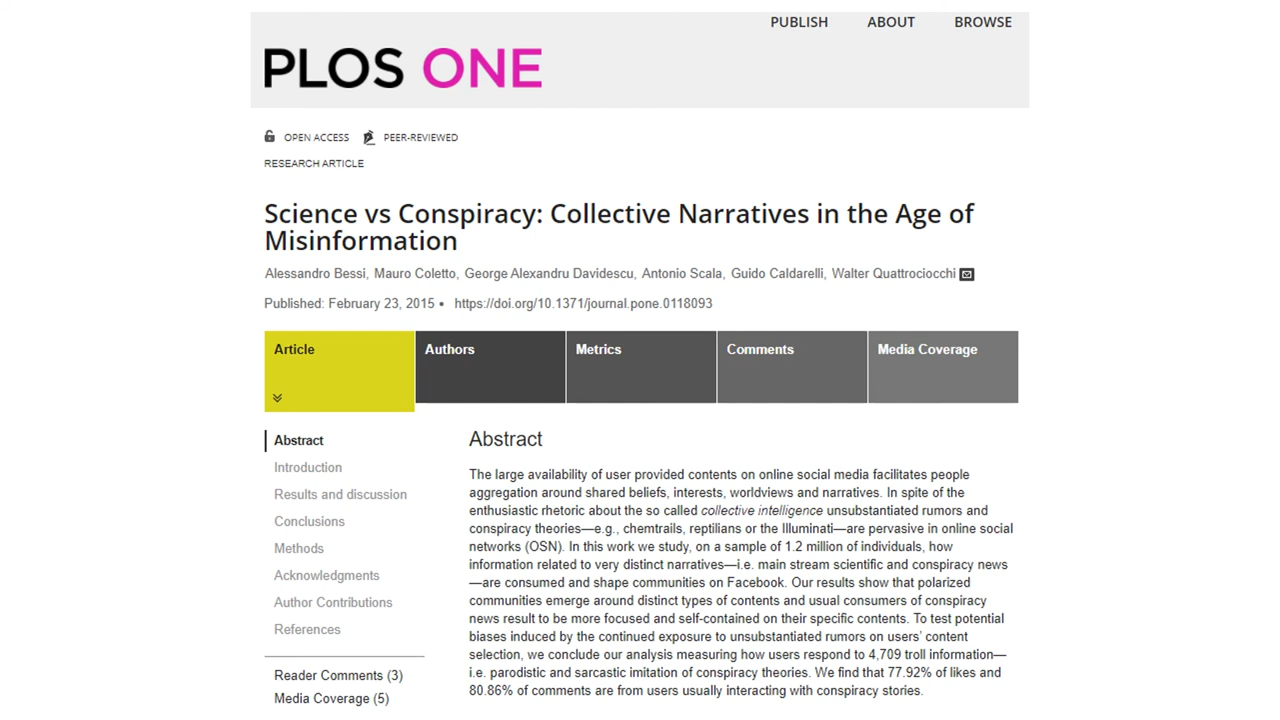 PUBLISH ABOUT BROWSE
PLOS ONE
OPEN ACCESS PEER-REVIEWED
RESEARCH ARTICLE
Science vs Conspiracy: Collective Narratives in the Age of
Misinformation
Alessandro Bessi, Mauro Coletto, George Alexandru Davidescu, Antonio Scala, Guido Caldarelli, Walter Quattrociocchi
Published: February 23, 2015 • https://doi.org/10.1371/journal.pone.0118093
Article Authors Metrics Comments Media Coverage
Abstract
Introduction
Results and discussion
Conclusions
Methods
Acknowledgments
Author Contributions
References
Reader Comments (3)
Media Coverage (5)
Abstract
The large availability of user provided contents on online social media facilitates people
aggregation around shared beliefs, interests, worldviews and narratives. In spite of the
enthusiastic rhetoric about the so called collective intelligence unsubstantiated rumors and
conspiracy theories—e.g., chemtrails, reptilians or the Illuminati—are pervasive in online social
networks (OSN). In this work we study, on a sample of 1.2 million of individuals, how
information related to very distinct narratives—i.e. main stream scientific and conspiracy news
—are consumed and shape communities on Facebook. Our results show that polarized
communities emerge around distinct types of contents and usual consumers of conspiracy
news result to be more focused and self-contained on their specific contents. To test potential
biases induced by the continued exposure to unsubstantiated rumors on users’ content
selection, we conclude our analysis measuring how users respond to 4,709 troll information—
i.e. parodistic and sarcastic imitation of conspiracy theories. We find that 77.92% of likes and
80.86% of comments are from users usually interacting with conspiracy stories.